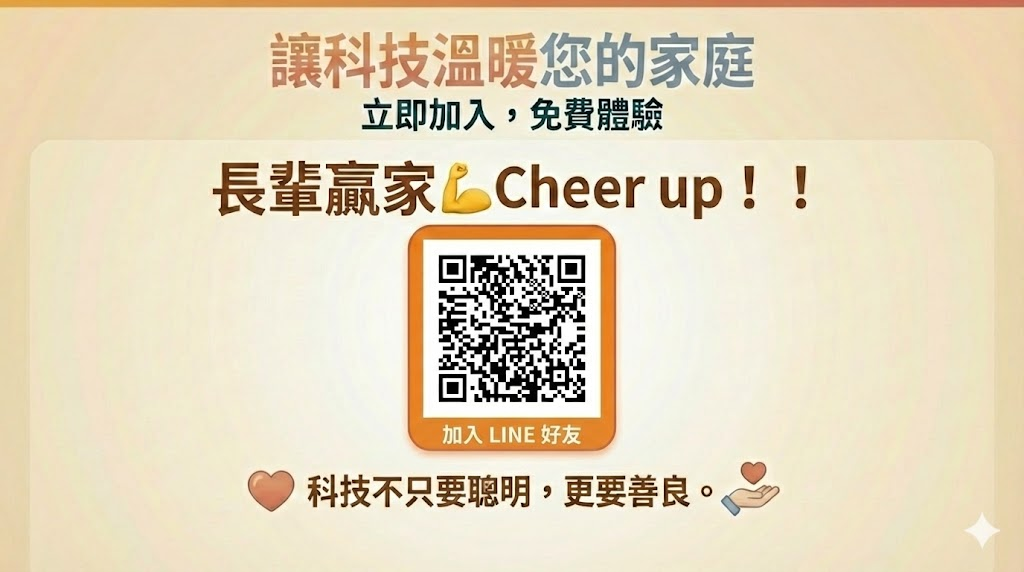 讓科技溫暖您的家庭
立即加入，免費體驗
長輩贏家💪Cheer up！！
加入 LINE 好友
科技不只要聰明，更要善良。